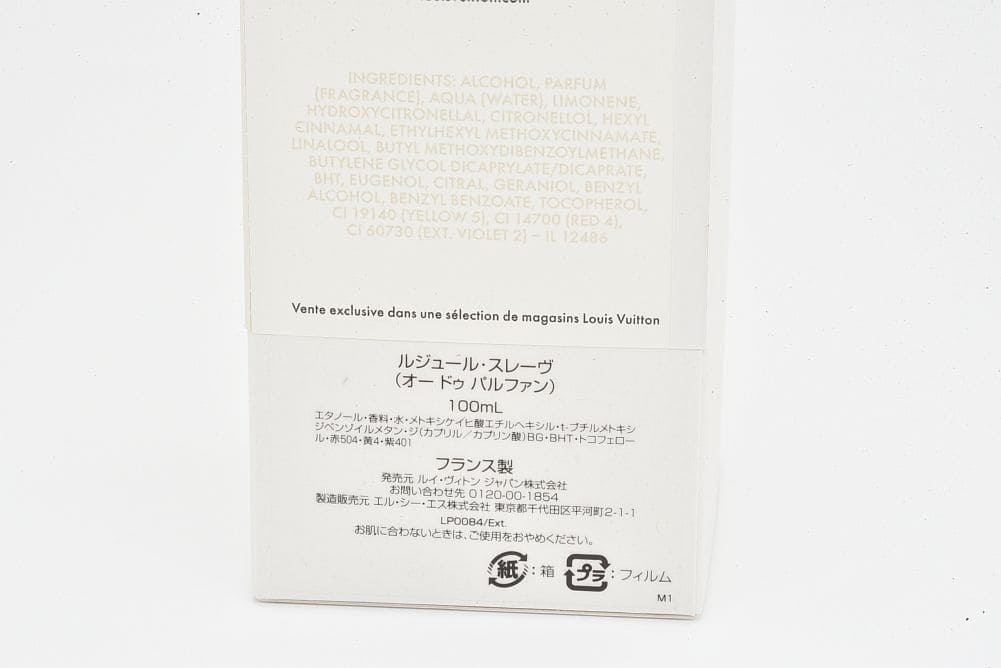 INGREDIENTS: ALCOHOL, PARFUM
(FRAGRANCE), AQUA (WATER), LIMONENE,
HYDROXYCITRONELLAL, CITRONELLOL, HEXYL
CINNAMAL, ETHYLHEXYL METHOXYCINNAMATE,
LINALOOL, BUTYL METHOXYDIBENZOYLMETHANE,
BUTYLENE GLYCOL DICAPRYLATE/DICAPRATE,
BHT, EUGENOL, CITRAL, GERANIOL, BENZYL
ALCOHOL, BENZYL BENZOATE, TOCOPHEROL,
CI 19140 (YELLOW 5), CI 14700 (RED 4),
CI 60730 (EXT. VIOLET 2) – IL 12486
Vente exclusive dans une sélection de magasins Louis Vuitton
ルジュール・スレーヴ
(オー ドゥ パルファン)
100mL
エタノール・香料・水・メトキシケイヒ酸エチルヘキシル・t-ブチルメトキシ
ジベンゾイルメタン・ジ(カプリル/カプリン酸)BG・BHT・トコフェロー
ル・赤504・黄4・紫401
フランス製
発売元 ルイ・ヴィトン ジャパン株式会社
お問い合わせ先 0120-00-1854
製造販売元 エル・シー・エス株式会社 東京都千代田区平河町2-1-1
LP0084/Ext.
お肌に合わないときは、ご使用をおやめください。
紙:箱 プラ:フィルム
M1